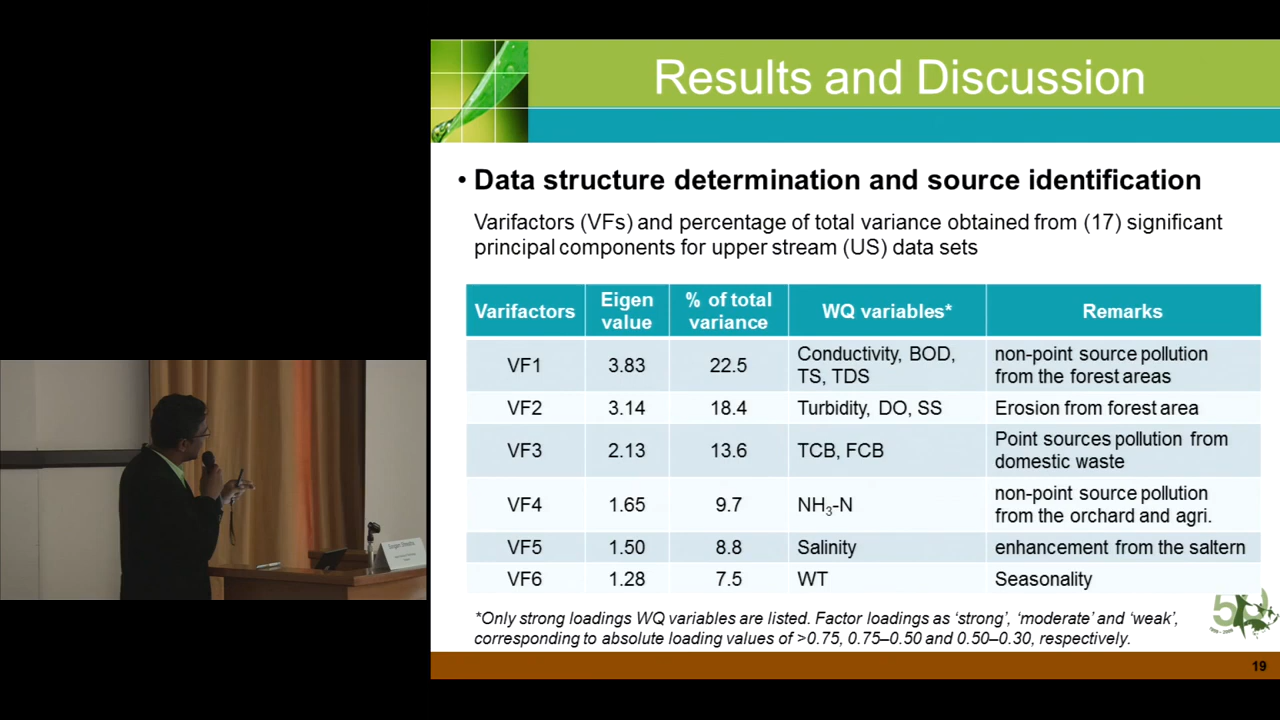 Results and Discussion
• Data structure determination and source identification
Varifactors (VFs) and percentage of total variance obtained from (17) significant
principal components for upper stream (US) data sets
Varifactors Eigen value % of total variance WQ variables* Remarks
VF1 3.83 22.5 Conductivity, BOD, TS, TDS non-point source pollution from the forest areas
VF2 3.14 18.4 Turbidity, DO, SS Erosion from forest area
VF3 2.13 13.6 TCB, FCB Point sources pollution from domestic waste
VF4 1.65 9.7 NH3-N non-point source pollution from the orchard and agri.
VF5 1.50 8.8 Salinity enhancement from the saltern
VF6 1.28 7.5 WT Seasonality
*Only strong loadings WQ variables are listed. Factor loadings as ‘strong’, ‘moderate’ and ‘weak’,
corresponding to absolute loading values of >0.75, 0.75–0.50 and 0.50–0.30, respectively.
19